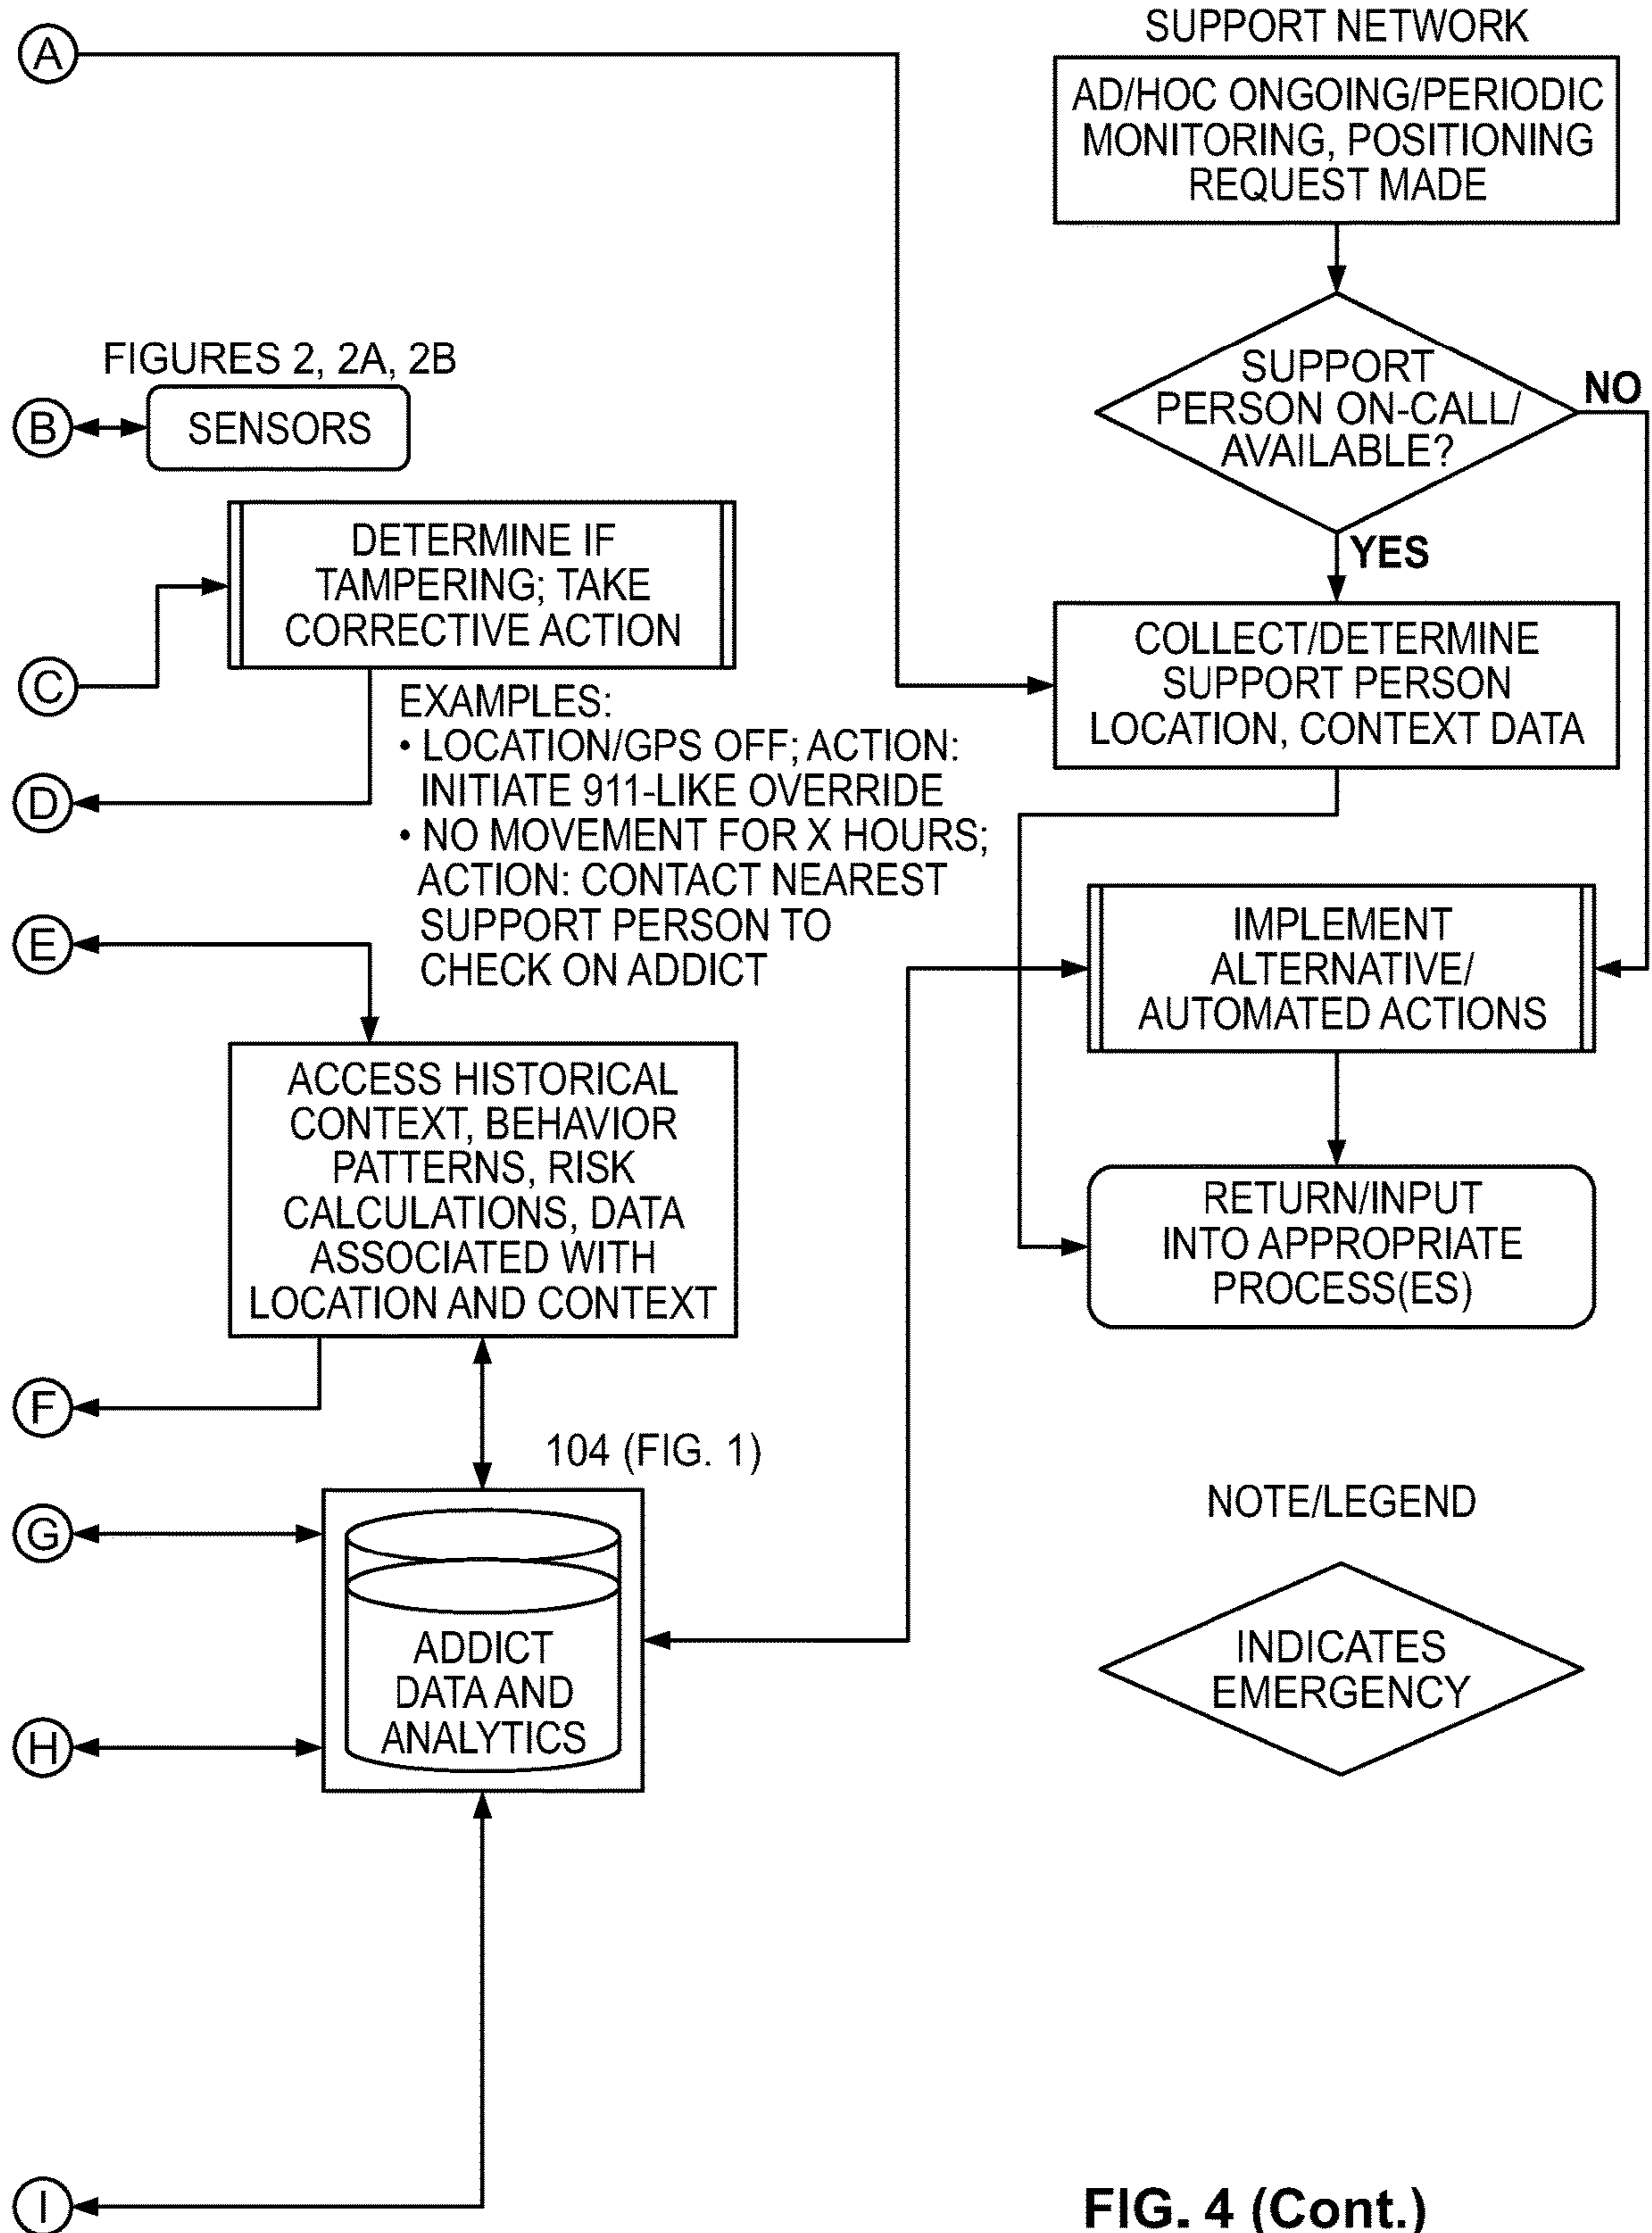 A
SUPPORT NETWORK
AD/HOC ONGOING/PERIODIC
MONITORING, POSITIONING
REQUEST MADE
SUPPORT
PERSON ON-CALL/
AVAILABLE?
NO
YES
FIGURES 2, 2A, 2B
B
SENSORS
C
DETERMINE IF
TAMPERING; TAKE
CORRECTIVE ACTION
COLLECT/DETERMINE
SUPPORT PERSON
LOCATION, CONTEXT DATA
D
EXAMPLES:
• LOCATION/GPS OFF; ACTION:
INITIATE 911-LIKE OVERRIDE
• NO MOVEMENT FOR X HOURS;
ACTION: CONTACT NEAREST
SUPPORT PERSON TO
CHECK ON ADDICT
IMPLEMENT
ALTERNATIVE/
AUTOMATED ACTIONS
E
ACCESS HISTORICAL
CONTEXT, BEHAVIOR
PATTERNS, RISK
CALCULATIONS, DATA
ASSOCIATED WITH
LOCATION AND CONTEXT
RETURN/INPUT
INTO APPROPRIATE
PROCESS(ES)
F
104 (FIG. 1)
G
ADDICT
DATA AND
ANALYTICS
H
NOTE/LEGEND
INDICATES
EMERGENCY
I
FIG. 4 (Cont.)